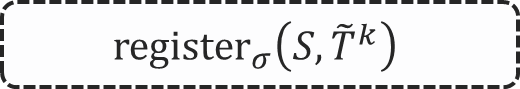 register_σ(S, T̃^k)